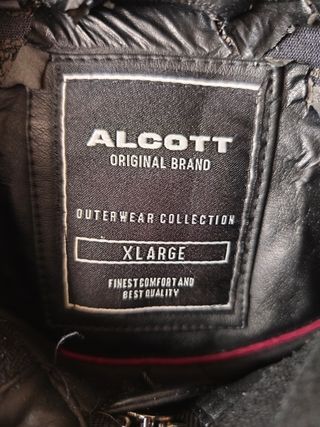 ALCOTT
ORIGINAL BRAND
OUTERWEAR COLLECTION
XLARGE
FINEST COMFORT AND
BEST QUALITY